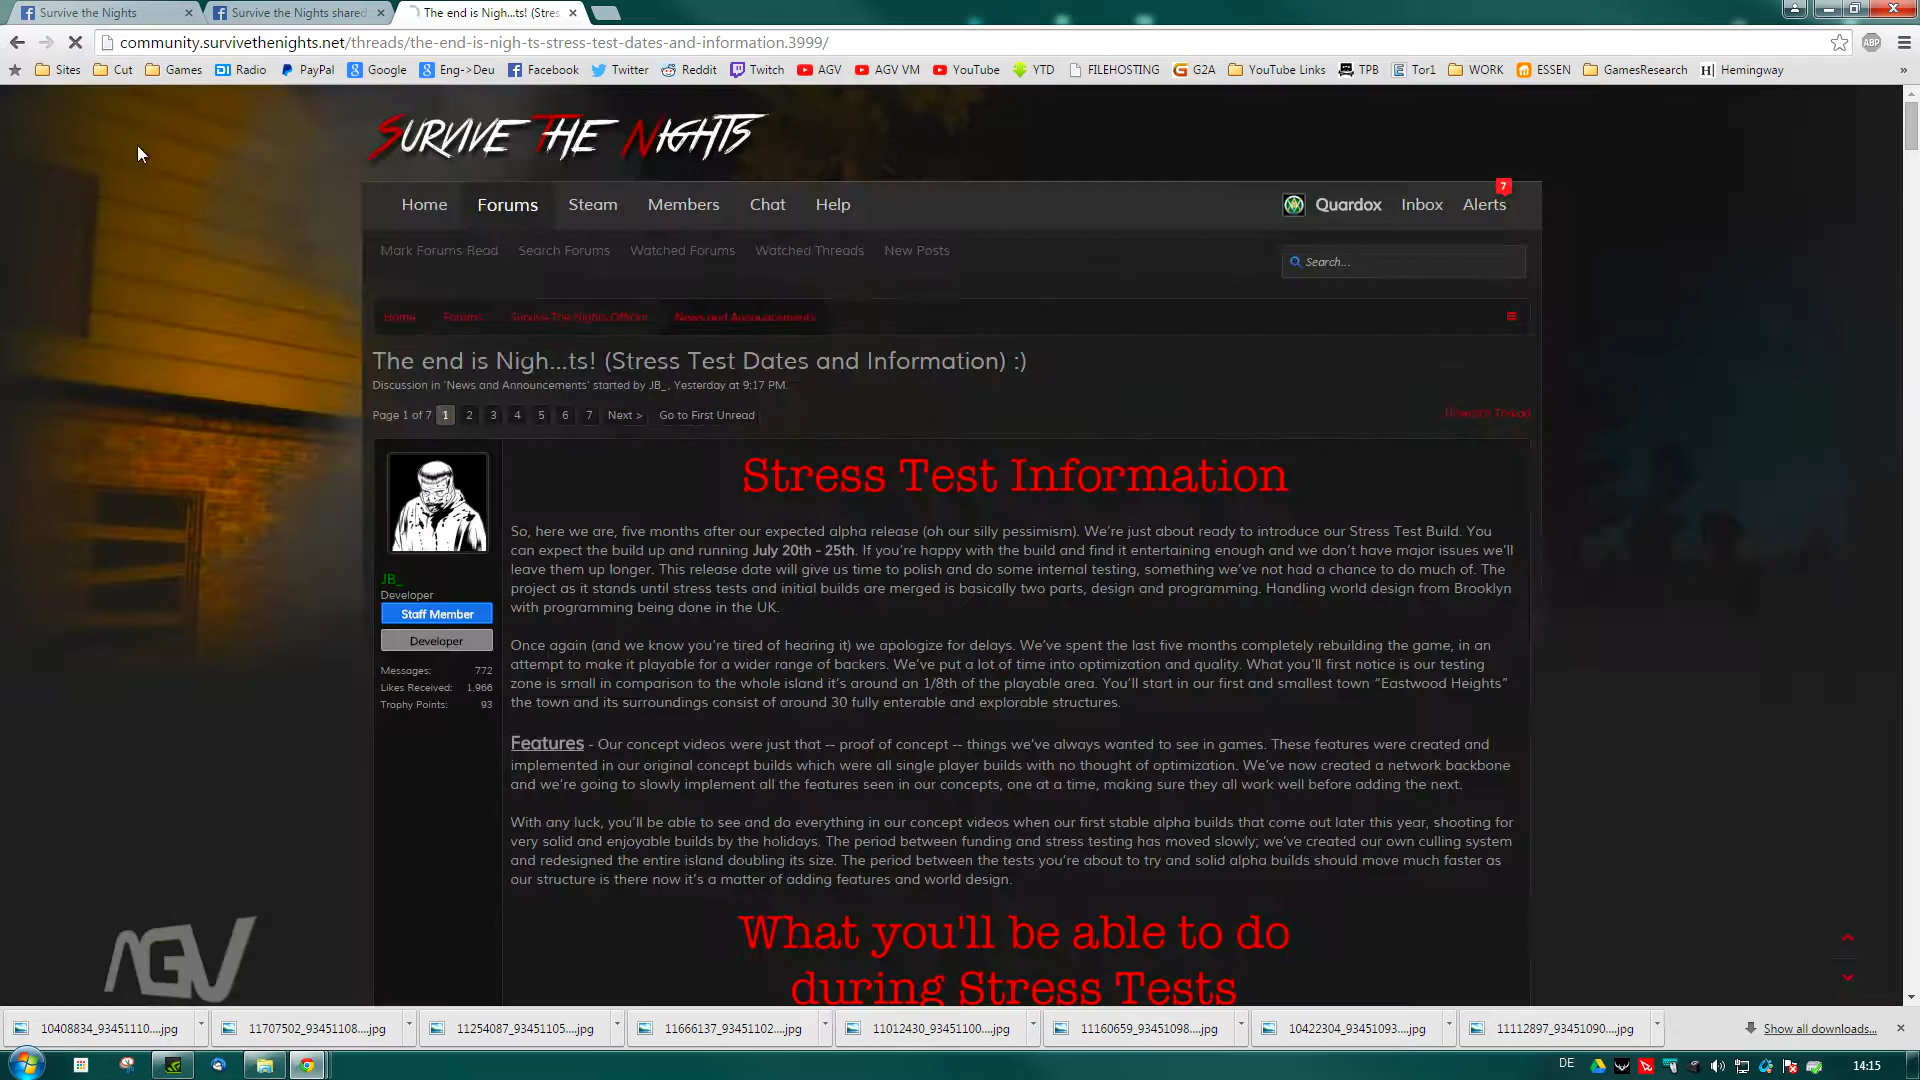 Survive the Nights
Survive the Nights shared
The end is Nigh...ts! (Stres
community.survivethenights.net/threads/the-end-is-nigh-ts-stress-test-dates-and-information.3999/
ABP
Sites Cut Games Radio PayPal Google Eng->Deu Facebook Twitter Reddit Twitch AGV AGV VM YouTube YTD FILEHOSTING G2A YouTube Links TPB Tor1 WORK ESSEN GamesResearch Hemingway »
SURVIVE THE NIGHTS
7
Home Forums Steam Members Chat Help Quardox Inbox Alerts
Mark Forums Read Search Forums Watched Forums Watched Threads New Posts
Search...
Home Forums Survive The Nights Official News and Announcements
The end is Nigh...ts! (Stress Test Dates and Information) :)
Discussion in 'News and Announcements' started by JB_, Yesterday at 9:17 PM.
Page 1 of 7 1 2 3 4 5 6 7 Next > Go to First Unread
Unwatch Thread
Stress Test Information
So, here we are, five months after our expected alpha release (oh our silly pessimism). We're just about ready to introduce our Stress Test Build. You
can expect the build up and running July 20th - 25th. If you're happy with the build and find it entertaining enough and we don't have major issues we'll
leave them up longer. This release date will give us time to polish and do some internal testing, something we've not had a chance to do much of. The
project as it stands until stress tests and initial builds are merged is basically two parts, design and programming. Handling world design from Brooklyn
with programming being done in the UK.
JB_
Developer
Staff Member
Developer
Messages: 772
Likes Received: 1,966
Trophy Points: 93
Once again (and we know you're tired of hearing it) we apologize for delays. We've spent the last five months completely rebuilding the game, in an
attempt to make it playable for a wider range of backers. We've put a lot of time into optimization and quality. What you'll first notice is our testing
zone is small in comparison to the whole island it's around an 1/8th of the playable area. You'll start in our first and smallest town "Eastwood Heights"
the town and its surroundings consist of around 30 fully enterable and explorable structures.
Features - Our concept videos were just that -- proof of concept -- things we've always wanted to see in games. These features were created and
implemented in our original concept builds which were all single player builds with no thought of optimization. We've now created a network backbone
and we're going to slowly implement all the features seen in our concepts, one at a time, making sure they all work well before adding the next.
With any luck, you'll be able to see and do everything in our concept videos when our first stable alpha builds that come out later this year, shooting for
very solid and enjoyable builds by the holidays. The period between funding and stress testing has moved slowly; we've created our own culling system
and redesigned the entire island doubling its size. The period between the tests you're about to try and solid alpha builds should move much faster as
our structure is there now it's a matter of adding features and world design.
What you'll be able to do
during Stress Tests
AGV
10408834_93451110....jpg 11707502_93451108....jpg 11254087_93451105....jpg 11666137_93451102....jpg 11012430_93451100....jpg 11160659_93451098....jpg 10422304_93451093....jpg 11112897_93451090....jpg Show all downloads...
DE 14:15